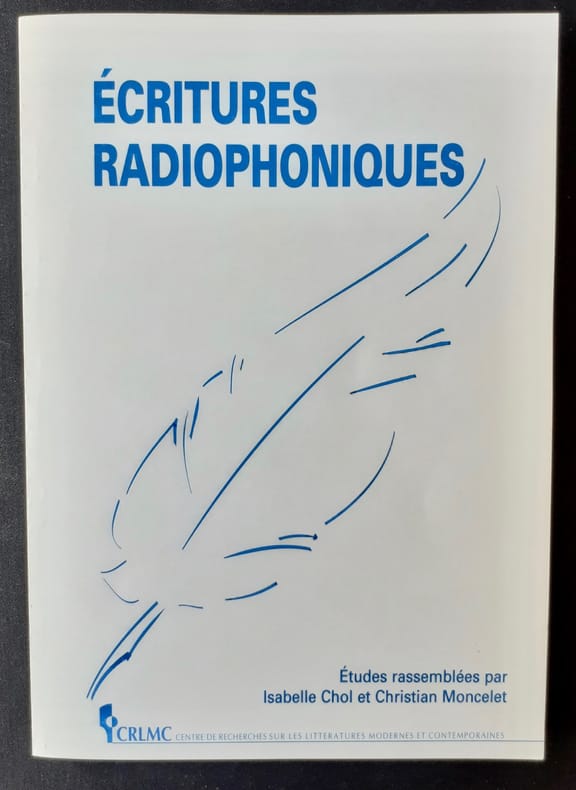 ÉCRITURES
RADIOPHONIQUES
Études rassemblées par
Isabelle Chol et Christian Moncelet
CRLMC CENTRE DE RECHERCHES SUR LES LITTERATURES MODERNES ET CONTEMPORAINES